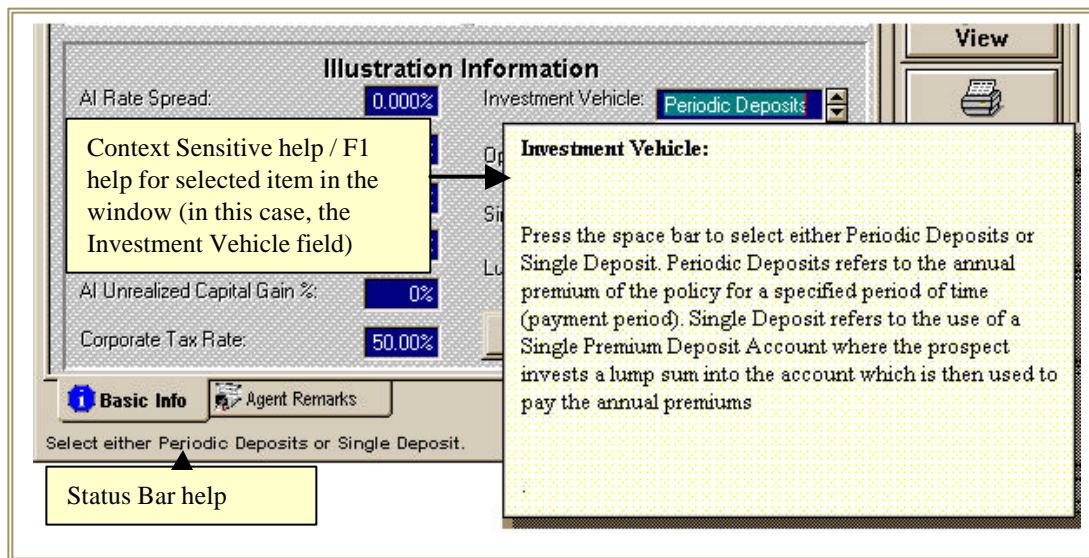 View
Illustration Information
AI Rate Spread:
0.000%
Investment Vehicle:
Periodic Deposits
Context Sensitive help / F1
help for selected item in the
window (in this case, the
Investment Vehicle field)
AI Unrealized Capital Gain %:
0%
Corporate Tax Rate:
50.00%
Investment Vehicle:
Press the space bar to select either Periodic Deposits or
Single Deposit. Periodic Deposits refers to the annual
premium of the policy for a specified period of time
(payment period). Single Deposit refers to the use of a
Single Premium Deposit Account where the prospect
invests a lump sum into the account which is then used to
pay the annual premiums
.
Basic Info
Agent Remarks
Select either Periodic Deposits or Single Deposit.
Status Bar help